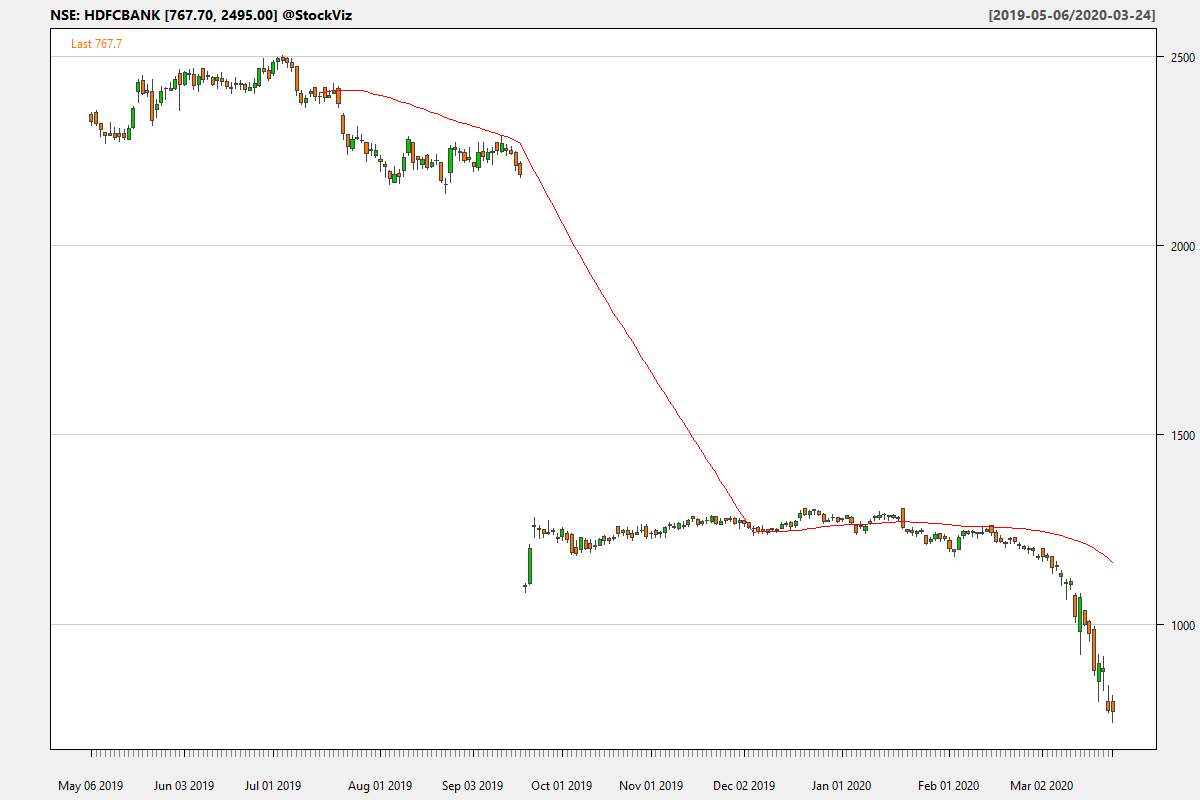 NSE: HDFCBANK [767.70, 2495.00] @StockViz [2019-05-06/2020-03-24]
Last 767.7
2500
2000
1500
1000
May 06 2019 Jun 03 2019 Jul 01 2019 Aug 01 2019 Sep 03 2019 Oct 01 2019 Nov 01 2019 Dec 02 2019 Jan 01 2020 Feb 01 2020 Mar 02 2020